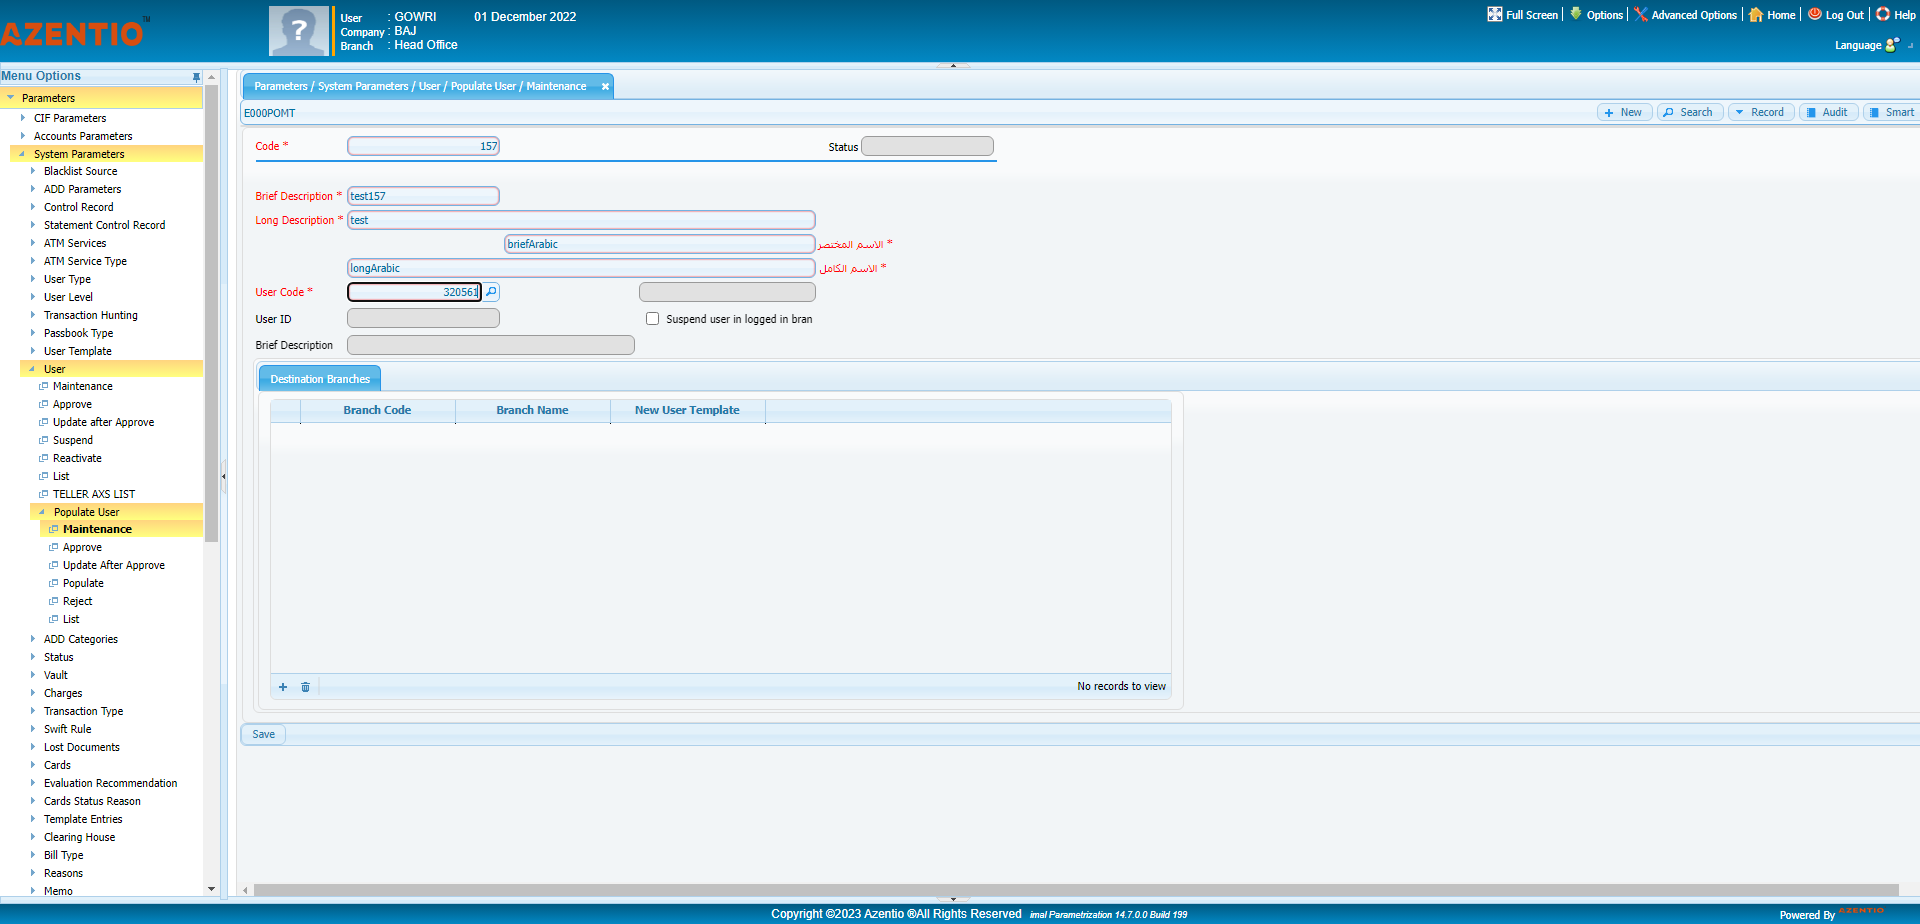 AZENTIO™
User : GOWRI 01 December 2022
Company : BAJ
Branch : Head Office
Full Screen Options Advanced Options Home Log Out Help
Language
Menu Options
Parameters
CIF Parameters
Accounts Parameters
System Parameters
Blacklist Source
ADD Parameters
Control Record
Statement Control Record
ATM Services
ATM Service Type
User Type
User Level
Transaction Hunting
Passbook Type
User Template
User
Maintenance
Approve
Update after Approve
Suspend
Reactivate
List
TELLER AXS LIST
Populate User
Maintenance
Approve
Update After Approve
Populate
Reject
List
ADD Categories
Status
Vault
Charges
Transaction Type
Swift Rule
Lost Documents
Cards
Evaluation Recommendation
Cards Status Reason
Template Entries
Clearing House
Bill Type
Reasons
Memo
Parameters / System Parameters / User / Populate User / Maintenance
E000POMT
New Search Record Audit Smart
Code * 157 Status
Brief Description * test157
Long Description * test
briefArabic الاسم المختصر *
longArabic الاسم الكامل *
User Code * 320561
User ID Suspend user in logged in bran
Brief Description
Destination Branches
Branch Code Branch Name New User Template
No records to view
Save
Copyright ©2023 Azentio ®All Rights Reserved imal Parametrization 14.7.0.0 Build 199
Powered By AZENTIO